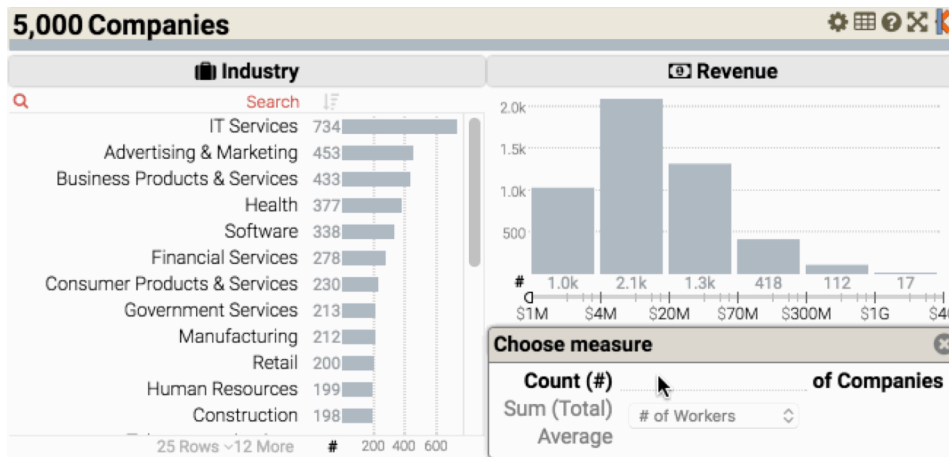 5,000 Companies
Industry
Search
IT Services 734
Advertising & Marketing 453
Business Products & Services 433
Health 377
Software 338
Financial Services 278
Consumer Products & Services 230
Government Services 213
Manufacturing 212
Retail 200
Human Resources 199
Construction 198
25 Rows 12 More # 200 400 600
Revenue
2.0k
1.5k
1.0k
500
# 1.0k 2.1k 1.3k 418 112 17
$1M $4M $20M $70M $300M $1G
Choose measure
Count (#) of Companies
Sum (Total) # of Workers
Average